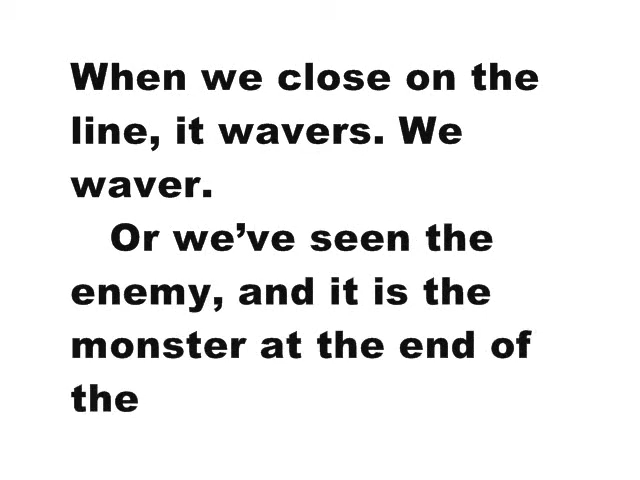 When we close on the
line, it wavers. We
waver.
Or we’ve seen the
enemy, and it is the
monster at the end of
the